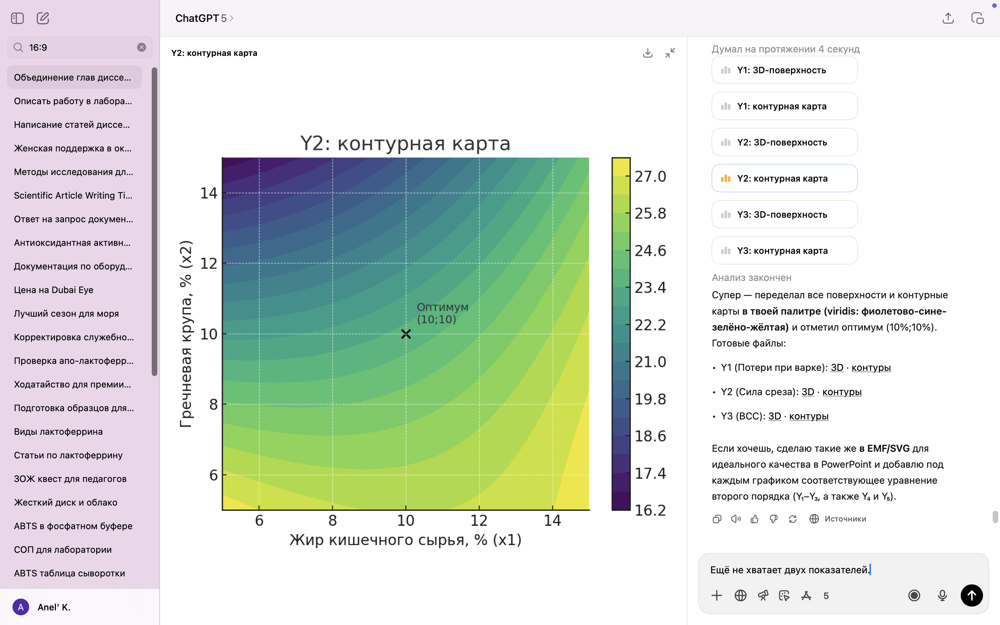 ChatGPT 5
16:9
Объединение глав диссе...
Описать работу в лабора...
Написание статей диссе...
Женская поддержка в ок...
Методы исследования дл...
Scientific Article Writing Ti...
Ответ на запрос докумен...
Антиоксидантная активн...
Документация по оборуд...
Цена на Dubai Eye
Лучший сезон для моря
Корректировка служебно...
Проверка апо-лактоферр...
Ходатайство для премии...
Подготовка образцов для...
Виды лактоферрина
Статьи по лактоферрину
ЗОЖ квест для педагогов
Жесткий диск и облако
ABTS в фосфатном буфере
СОП для лаборатории
ABTS таблица сыворотки
A
Anel' K.
Y2: контурная карта
Y2: контурная карта
Гречневая крупа, % (x2)
14
12
10
8
6
Оптимум
(10;10)
6 8 10 12 14
Жир кишечного сырья, % (x1)
27.0
25.8
24.6
23.4
22.2
21.0
19.8
18.6
17.4
16.2
Думал на протяжении 4 секунд
Y1: 3D-поверхность
Y1: контурная карта
Y2: 3D-поверхность
Y2: контурная карта
Y3: 3D-поверхность
Y3: контурная карта
Анализ закончен
Супер — переделал все поверхности и контурные
карты в твоей палитре (viridis: фиолетово-сине-
зелёно-жёлтая) и отметил оптимум (10%;10%).
Готовые файлы:
• Y1 (Потери при варке): 3D · контуры
• Y2 (Сила среза): 3D · контуры
• Y3 (ВСС): 3D · контуры
Если хочешь, сделаю такие же в EMF/SVG для
идеального качества в PowerPoint и добавлю под
каждым графиком соответствующее уравнение
второго порядка (Y₁–Y₃, а также Y₄ и Y₅).
Источники
Ещё не хватает двух показателей.
5